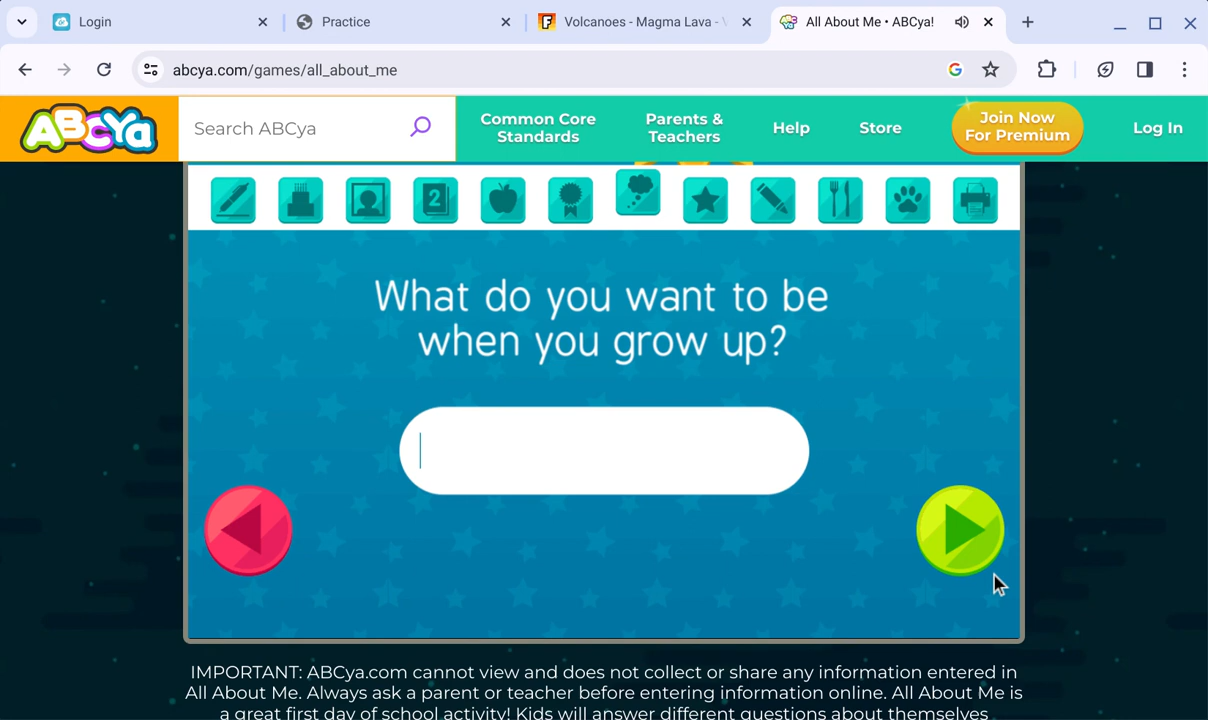 Login
Practice
Volcanoes - Magma Lava -
All About Me • ABCya!
abcya.com/games/all_about_me
ABCYa
Search ABCya
Common Core Standards
Parents & Teachers
Help
Store
Join Now For Premium
Log In
2
What do you want to be
when you grow up?
IMPORTANT: ABCya.com cannot view and does not collect or share any information entered in
All About Me. Always ask a parent or teacher before entering information online. All About Me is
a great first day of school activity! Kids will answer different questions about themselves